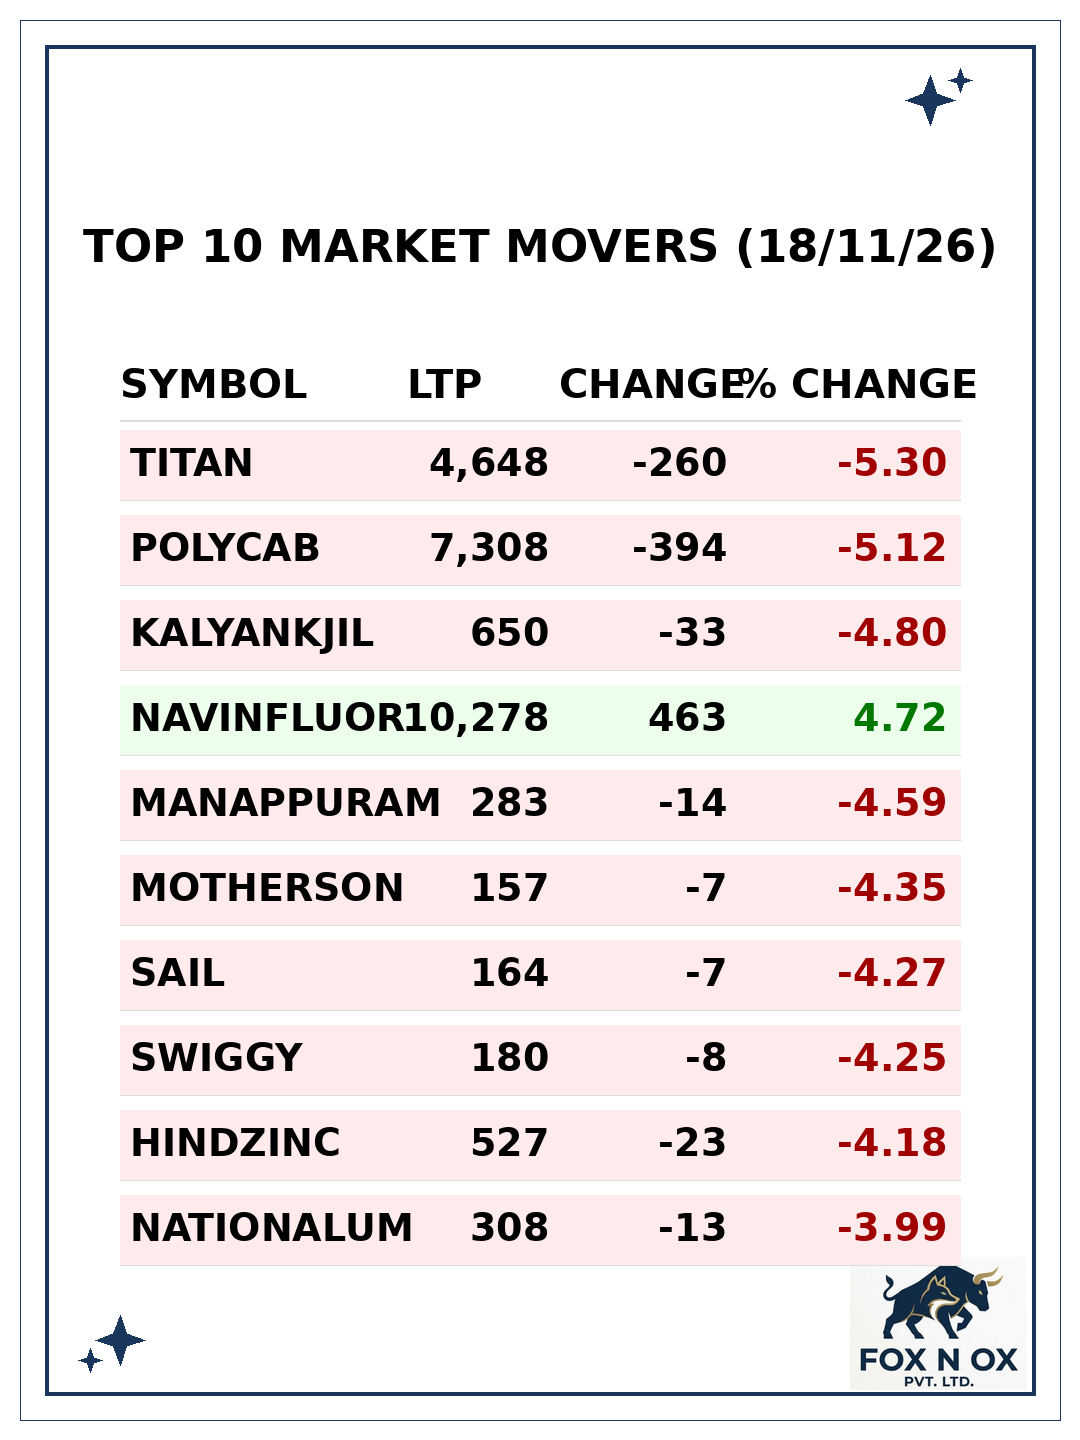 TOP 10 MARKET MOVERS (18/11/26)
SYMBOL LTP CHANGE % CHANGE
TITAN 4,648 -260 -5.30
POLYCAB 7,308 -394 -5.12
KALYANKJIL 650 -33 -4.80
NAVINFLUOR 10,278 463 4.72
MANAPPURAM 283 -14 -4.59
MOTHERSON 157 -7 -4.35
SAIL 164 -7 -4.27
SWIGGY 180 -8 -4.25
HINDZINC 527 -23 -4.18
NATIONALUM 308 -13 -3.99
FOX N OX
PVT. LTD.